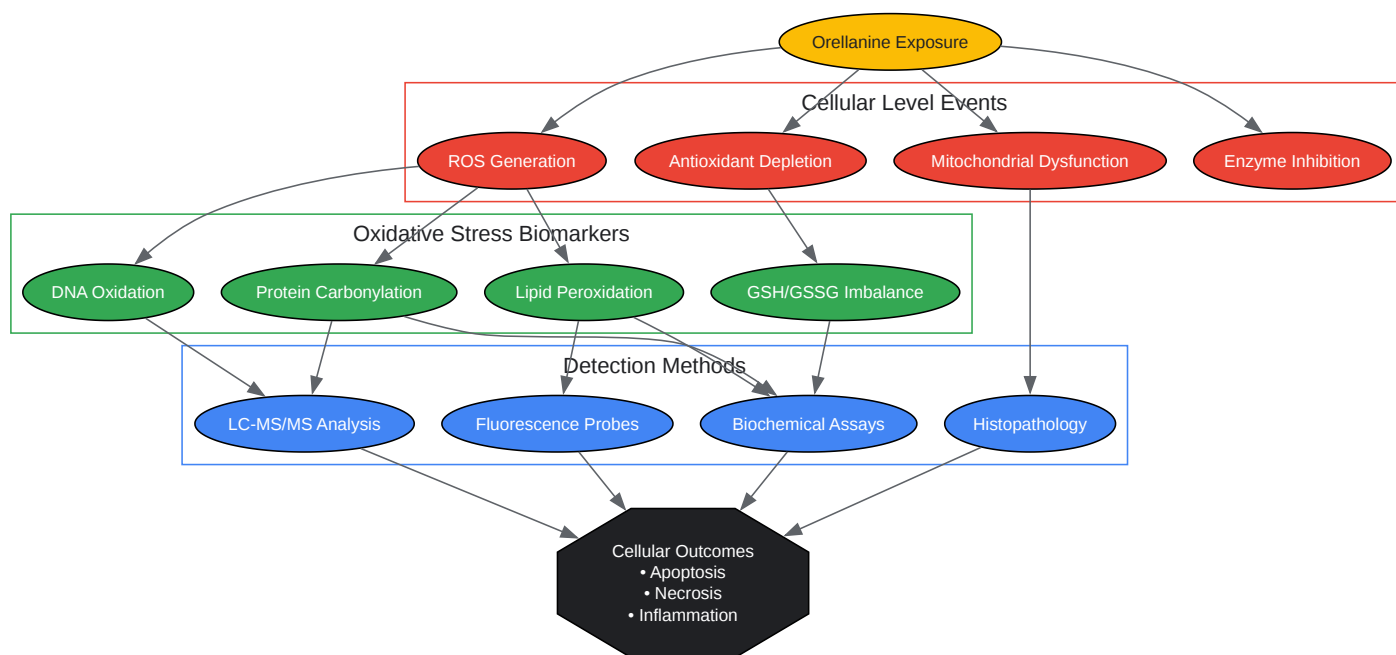 Orellanine Exposure
Cellular Level Events
ROS Generation
Antioxidant Depletion
Mitochondrial Dysfunction
Enzyme Inhibition
Oxidative Stress Biomarkers
DNA Oxidation
Protein Carbonylation
Lipid Peroxidation
GSH/GSSG Imbalance
Detection Methods
LC-MS/MS Analysis
Fluorescence Probes
Biochemical Assays
Histopathology
Cellular Outcomes
• Apoptosis
• Necrosis
• Inflammation